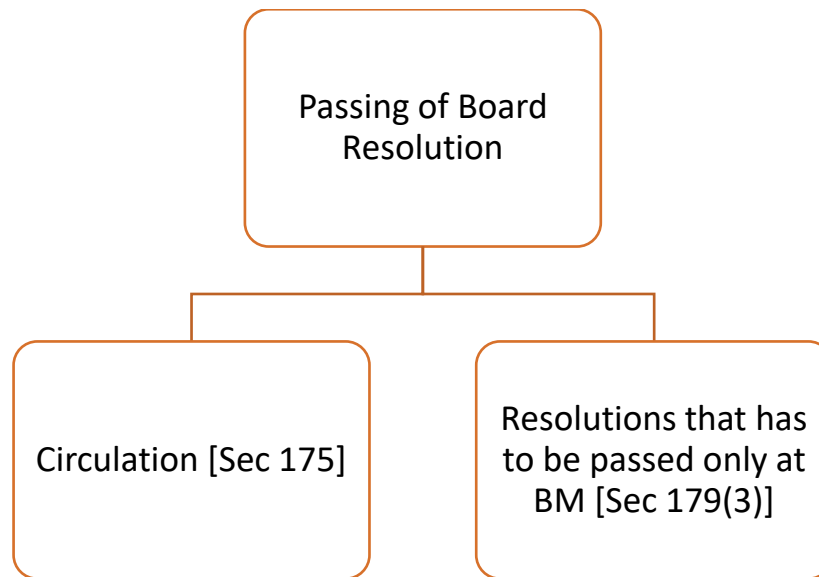 Passing of Board
Resolution
Circulation [Sec 175]
Resolutions that has
to be passed only at
BM [Sec 179(3)]